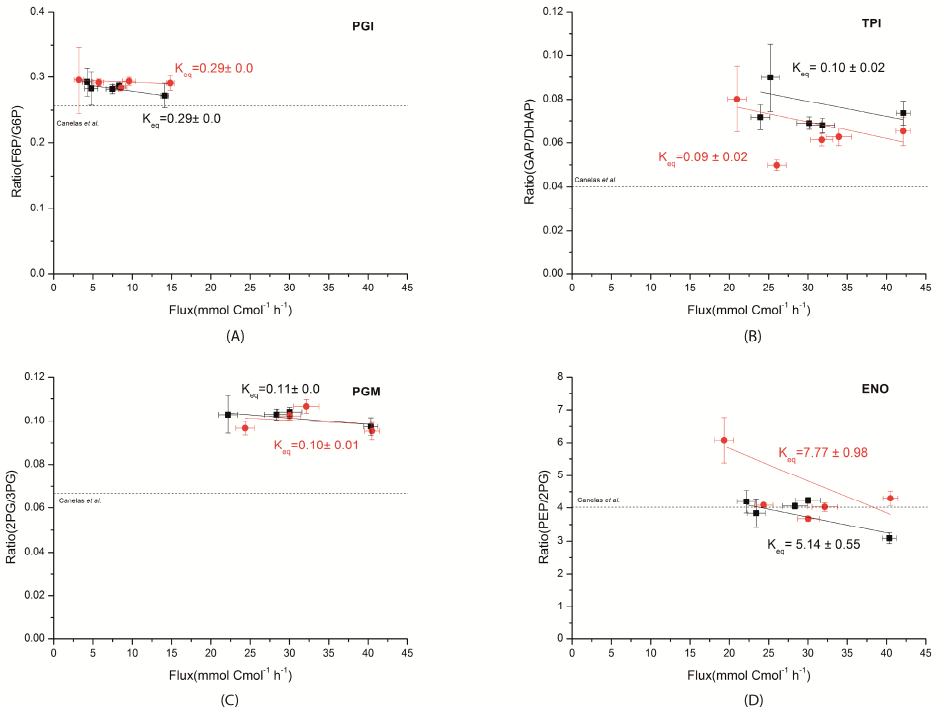 PGI
0.4
0.3
0.2
0.1
0.0
Ratio(F6P/G6P)
Keq=0.29± 0.0
Keq=0.29± 0.0
Canelas et al.
0 5 10 15 20 25 30 35 40 45
Flux(mmol Cmol⁻¹ h⁻¹)
(A)
TPI
0.12
0.10
0.08
0.06
0.04
0.02
0.00
Ratio(GAP/DHAP)
Keq = 0.10 ± 0.02
Keq=0.09 ± 0.02
Canelas et al
0 5 10 15 20 25 30 35 40 45
Flux(mmol Cmol⁻¹ h⁻¹)
(B)
PGM
0.12
0.10
0.08
0.06
0.04
0.02
0.00
Ratio(2PG/3PG)
Keq=0.11± 0.0
Keq=0.10± 0.01
Canelas et al.
0 5 10 15 20 25 30 35 40 45
Flux(mmol Cmol⁻¹ h⁻¹)
(C)
ENO
8
7
6
5
4
3
2
1
0
Ratio(PEP/2PG)
Keq=7.77 ± 0.98
Canelas et al.
Keq= 5.14 ± 0.55
0 5 10 15 20 25 30 35 40 45
Flux(mmol Cmol⁻¹ h⁻¹)
(D)